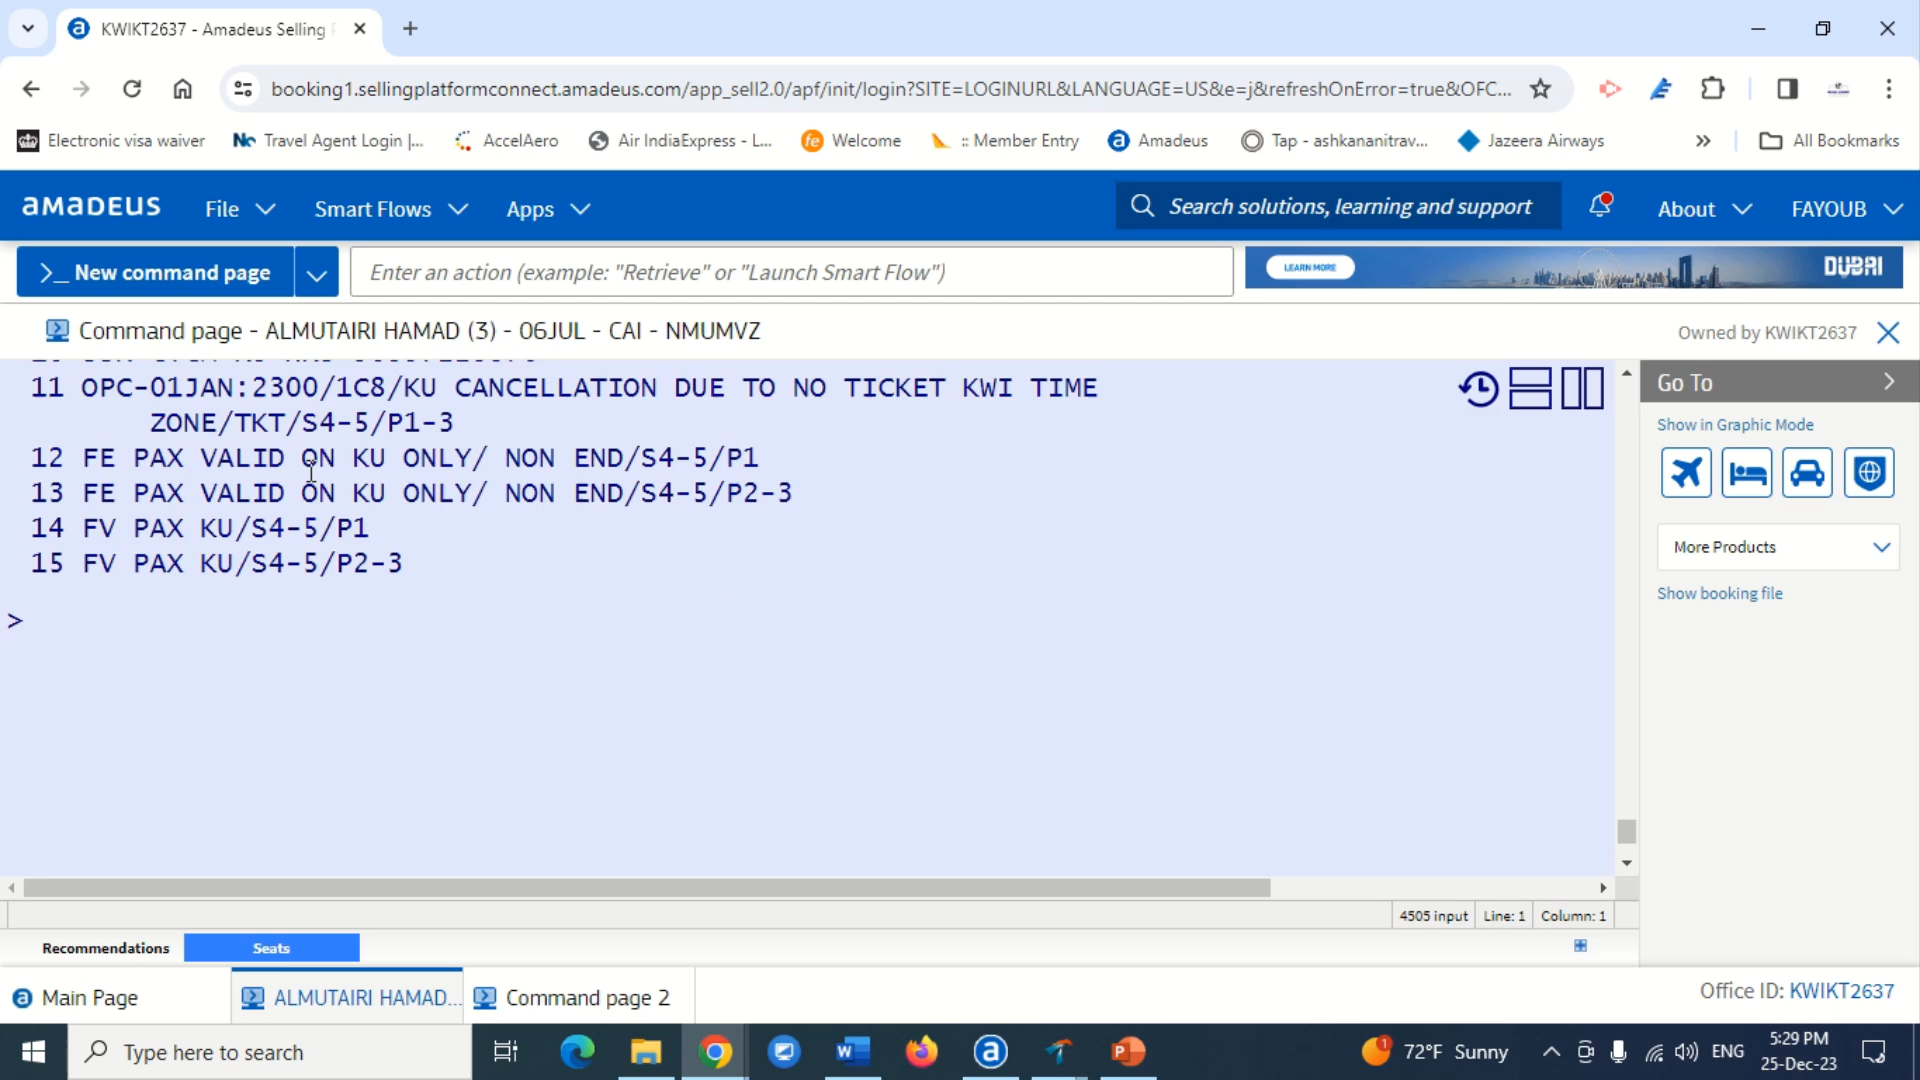 KWIKT2637 - Amadeus Selling
booking1.sellingplatformconnect.amadeus.com/app_sell2.0/apf/init/login?SITE=LOGINURL&LANGUAGE=US&e=j&refreshOnError=true&OFC...
Electronic visa waiver
Travel Agent Login |...
AccelAero
Air IndiaExpress - L...
Welcome
:: Member Entry
Amadeus
Tap - ashkananitrav...
Jazeera Airways
All Bookmarks
amadeus
File
Smart Flows
Apps
Search solutions, learning and support
About
FAYOUB
>_ New command page
Enter an action (example: "Retrieve" or "Launch Smart Flow")
LEARN MORE
DUBAI
Command page - ALMUTAIRI HAMAD (3) - 06JUL - CAI - NMUMVZ
Owned by KWIKT2637
11 OPC-01JAN:2300/1C8/KU CANCELLATION DUE TO NO TICKET KWI TIME
ZONE/TKT/S4-5/P1-3
12 FE PAX VALID ON KU ONLY/ NON END/S4-5/P1
13 FE PAX VALID ON KU ONLY/ NON END/S4-5/P2-3
14 FV PAX KU/S4-5/P1
15 FV PAX KU/S4-5/P2-3
>
Go To
Show in Graphic Mode
More Products
Show booking file
4505 input
Line: 1
Column: 1
Recommendations
Seats
Main Page
ALMUTAIRI HAMAD...
Command page 2
Office ID: KWIKT2637
Type here to search
72°F Sunny
ENG
5:29 PM
25-Dec-23